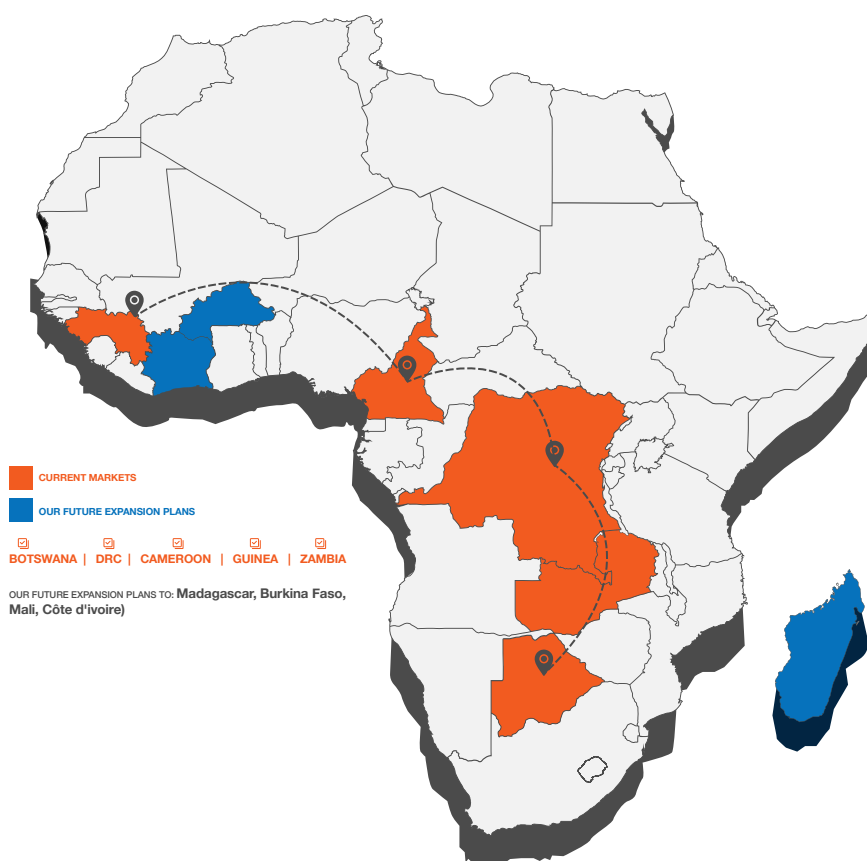 CURRENT MARKETS
OUR FUTURE EXPANSION PLANS
BOTSWANA | DRC | CAMEROON | GUINEA | ZAMBIA
OUR FUTURE EXPANSION PLANS TO: Madagascar, Burkina Faso,
Mali, Côte d'ivoire)